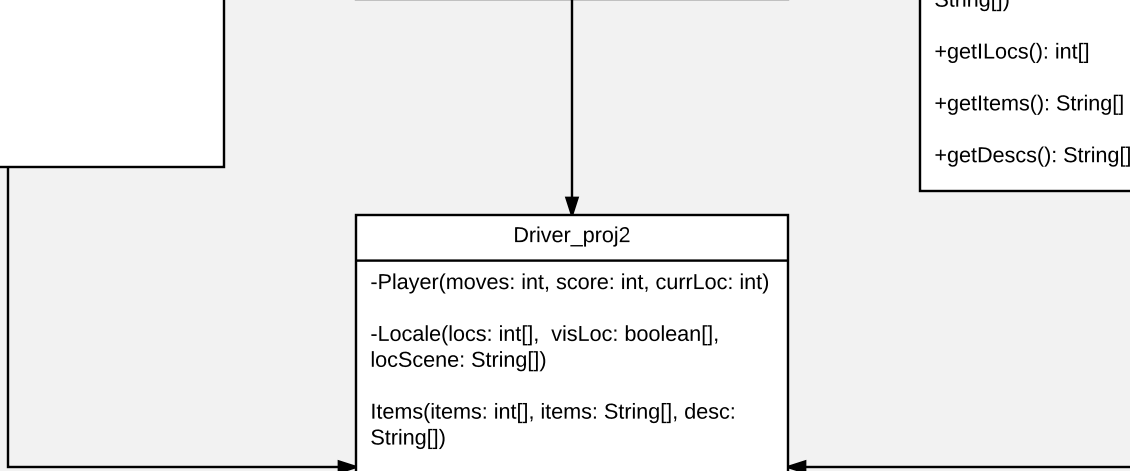 String[])
+getILocs(): int[]
+getItems(): String[]
+getDescs(): String[]
Driver_proj2
-Player(moves: int, score: int, currLoc: int)
-Locale(locs: int[],  visLoc: boolean[],
locScene: String[])
Items(items: int[], items: String[], desc:
String[])